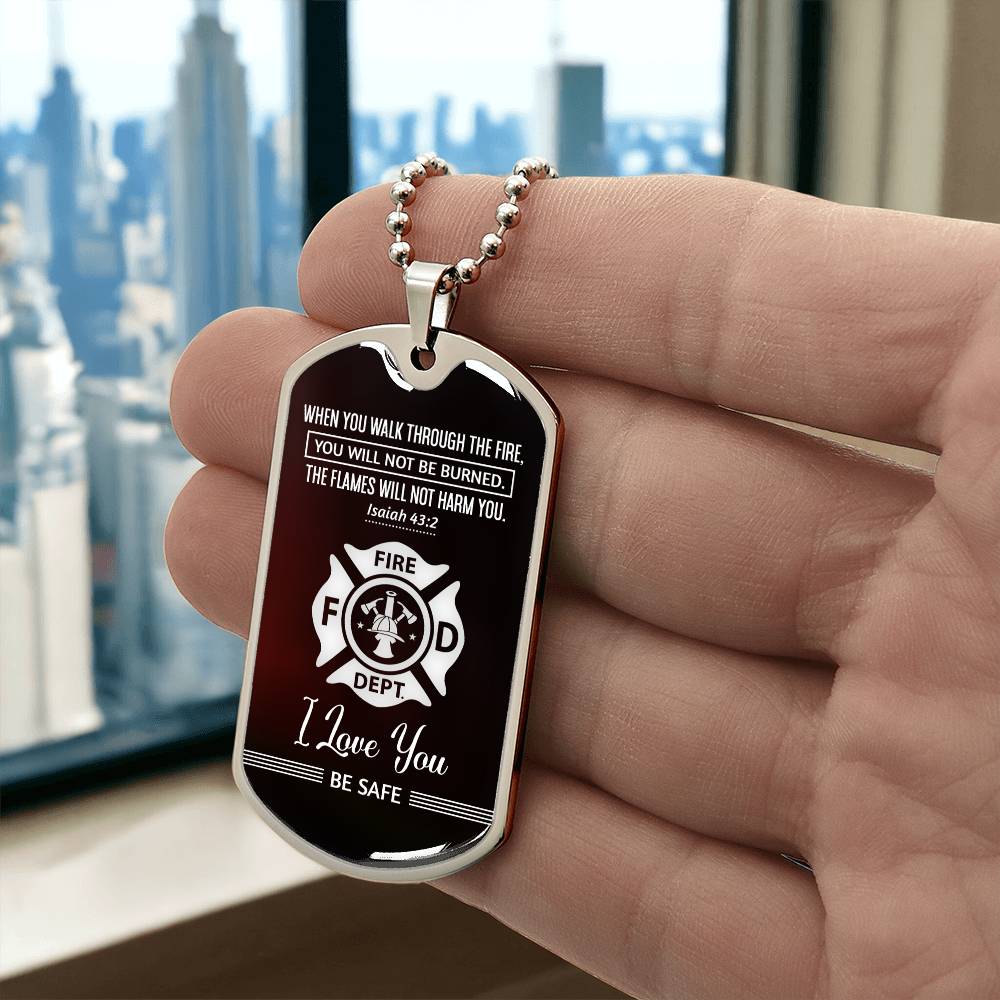 WHEN YOU WALK THROUGH THE FIRE,
YOU WILL NOT BE BURNED.
THE FLAMES WILL NOT HARM YOU.
Isaiah 43:2
FIRE
F D
DEPT.
I Love You
BE SAFE